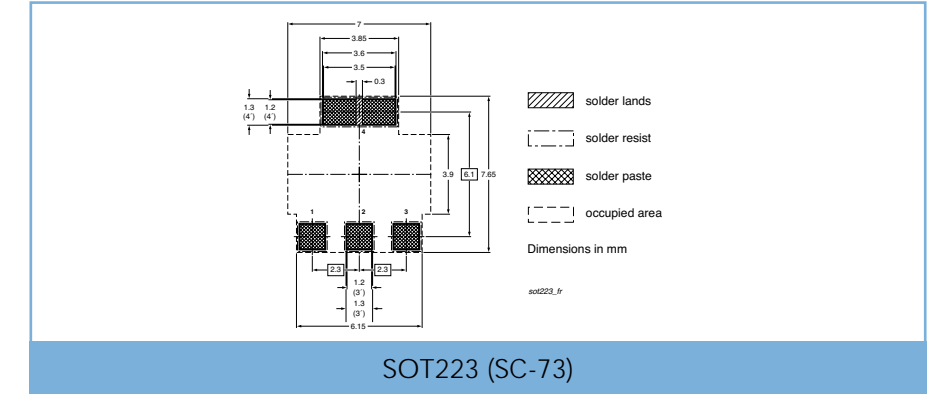 7
3.85
3.6
3.5
0.3
1.3 1.2
(4×) (4×)
4
solder lands
solder resist
solder paste
occupied area
3.9 6.1 7.65
1 2 3
Dimensions in mm
2.3 2.3
1.2
(3×)
1.3
(3×)
6.15
sot223_fr
SOT223 (SC-73)